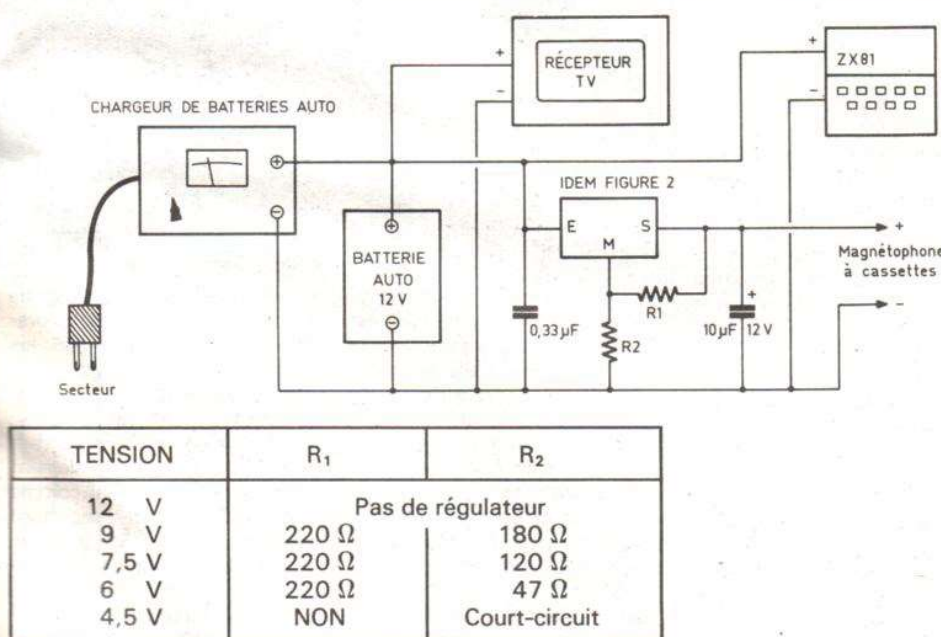 CHARGEUR DE BATTERIES AUTO
+
-
RÉCEPTEUR
TV
+
-
ZX81
+
-
IDEM FIGURE 2
E
S
M
+
BATTERIE
AUTO
12 V
-
0,33 µF
R1
R2
+
10 µF 12 V
+
Magnétophone
à cassettes
-
Secteur
TENSION R₁ R₂
12 V Pas de régulateur
9 V 220 Ω 180 Ω
7,5 V 220 Ω 120 Ω
6 V 220 Ω 47 Ω
4,5 V NON Court-circuit